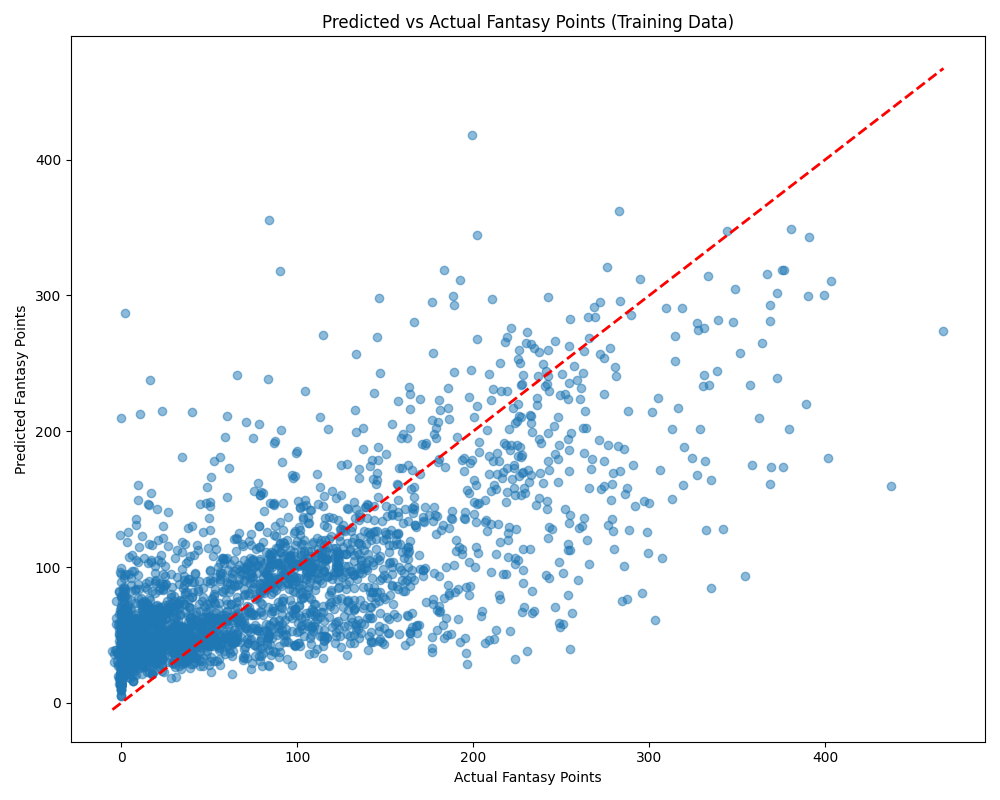 Predicted vs Actual Fantasy Points (Training Data)
Predicted Fantasy Points
400
300
200
100
0
0 100 200 300 400
Actual Fantasy Points